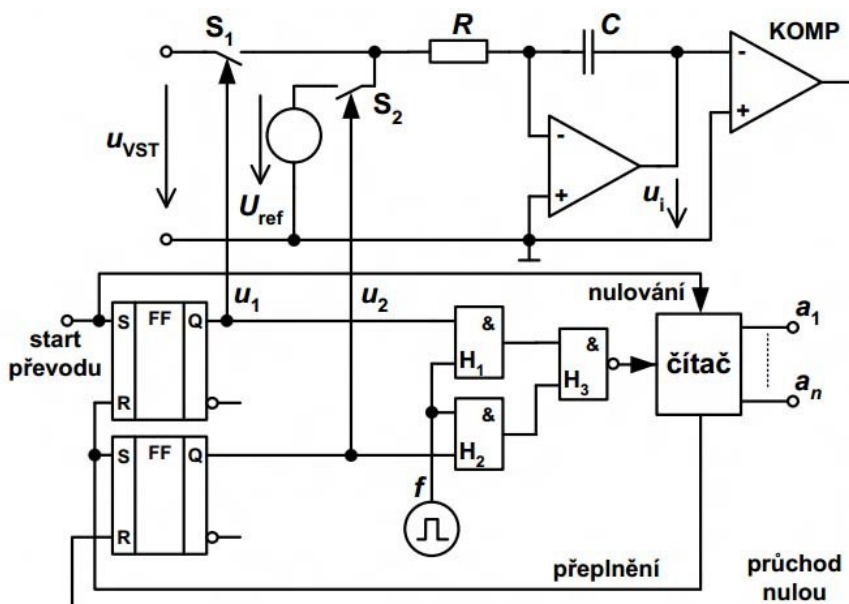 S1
R
C
KOMP
-
+
S2
uVST
Uref
-
+
ui
u1
u2
nulování
start
převodu
S FF Q
R
&
H1
&
H3
čítač
a1
an
&
H2
S FF Q
R
f
přeplnění
průchod
nulou